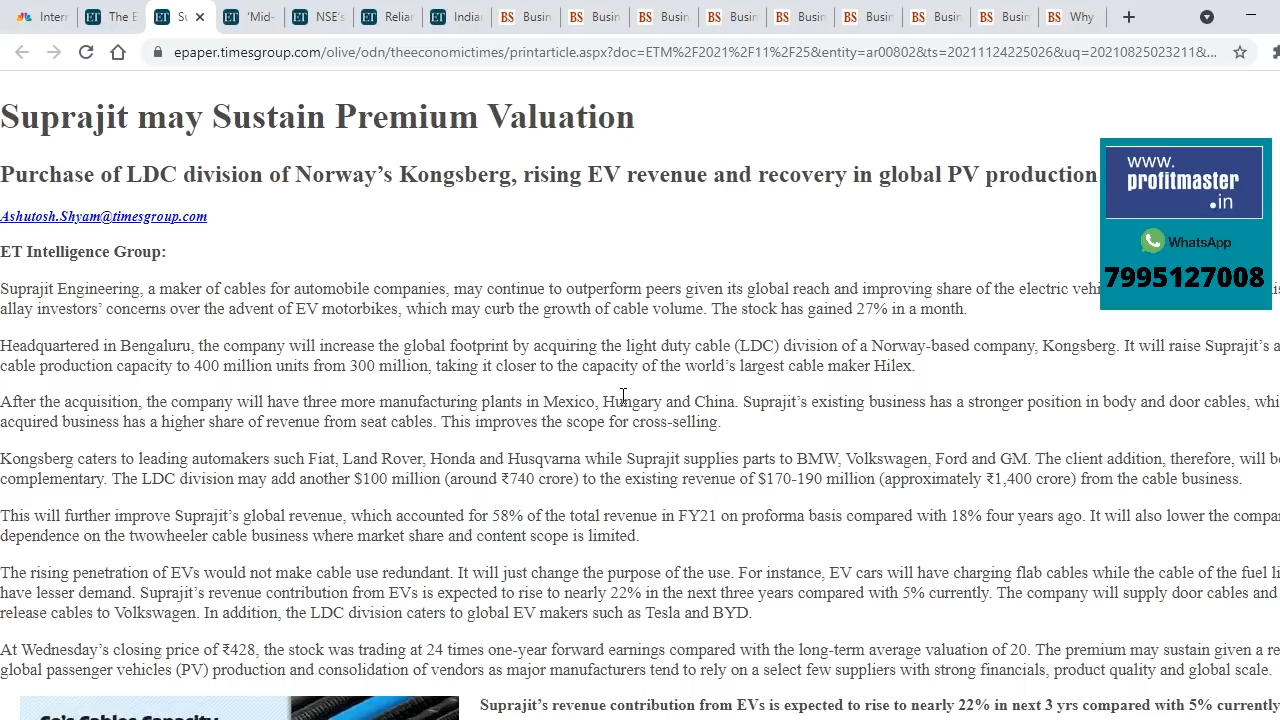 Intern
The E
Su
'Mid-
NSE's
Reliar
India
Busin
Busin
Busin
Busin
Busin
Busin
Busin
Busin
Why
epaper.timesgroup.com/olive/odn/theeconomictimes/printarticle.aspx?doc=ETM%2F2021%2F11%2F25&entity=ar00802&ts=20211124225026&uq=20210825023211&...
Suprajit may Sustain Premium Valuation
Purchase of LDC division of Norway's Kongsberg, rising EV revenue and recovery in global PV production
www.
profitmaster
.in
WhatsApp
7995127008
Ashutosh.Shyam@timesgroup.com
ET Intelligence Group:
Suprajit Engineering, a maker of cables for automobile companies, may continue to outperform peers given its global reach and improving share of the electric vehi
allay investors' concerns over the advent of EV motorbikes, which may curb the growth of cable volume. The stock has gained 27% in a month.
Headquartered in Bengaluru, the company will increase the global footprint by acquiring the light duty cable (LDC) division of a Norway-based company, Kongsberg. It will raise Suprajit's a
cable production capacity to 400 million units from 300 million, taking it closer to the capacity of the world's largest cable maker Hilex.
After the acquisition, the company will have three more manufacturing plants in Mexico, Hungary and China. Suprajit's existing business has a stronger position in body and door cables, whi
acquired business has a higher share of revenue from seat cables. This improves the scope for cross-selling.
Kongsberg caters to leading automakers such Fiat, Land Rover, Honda and Husqvarna while Suprajit supplies parts to BMW, Volkswagen, Ford and GM. The client addition, therefore, will be
complementary. The LDC division may add another $100 million (around ₹740 crore) to the existing revenue of $170-190 million (approximately ₹1,400 crore) from the cable business.
This will further improve Suprajit's global revenue, which accounted for 58% of the total revenue in FY21 on proforma basis compared with 18% four years ago. It will also lower the compan
dependence on the twowheeler cable business where market share and content scope is limited.
The rising penetration of EVs would not make cable use redundant. It will just change the purpose of the use. For instance, EV cars will have charging flab cables while the cable of the fuel li
have lesser demand. Suprajit's revenue contribution from EVs is expected to rise to nearly 22% in the next three years compared with 5% currently. The company will supply door cables and
release cables to Volkswagen. In addition, the LDC division caters to global EV makers such as Tesla and BYD.
At Wednesday's closing price of ₹428, the stock was trading at 24 times one-year forward earnings compared with the long-term average valuation of 20. The premium may sustain given a re
global passenger vehicles (PV) production and consolidation of vendors as major manufacturers tend to rely on a select few suppliers with strong financials, product quality and global scale.
Co's Cables Capacity
Suprajit's revenue contribution from EVs is expected to rise to nearly 22% in next 3 yrs compared with 5% currently